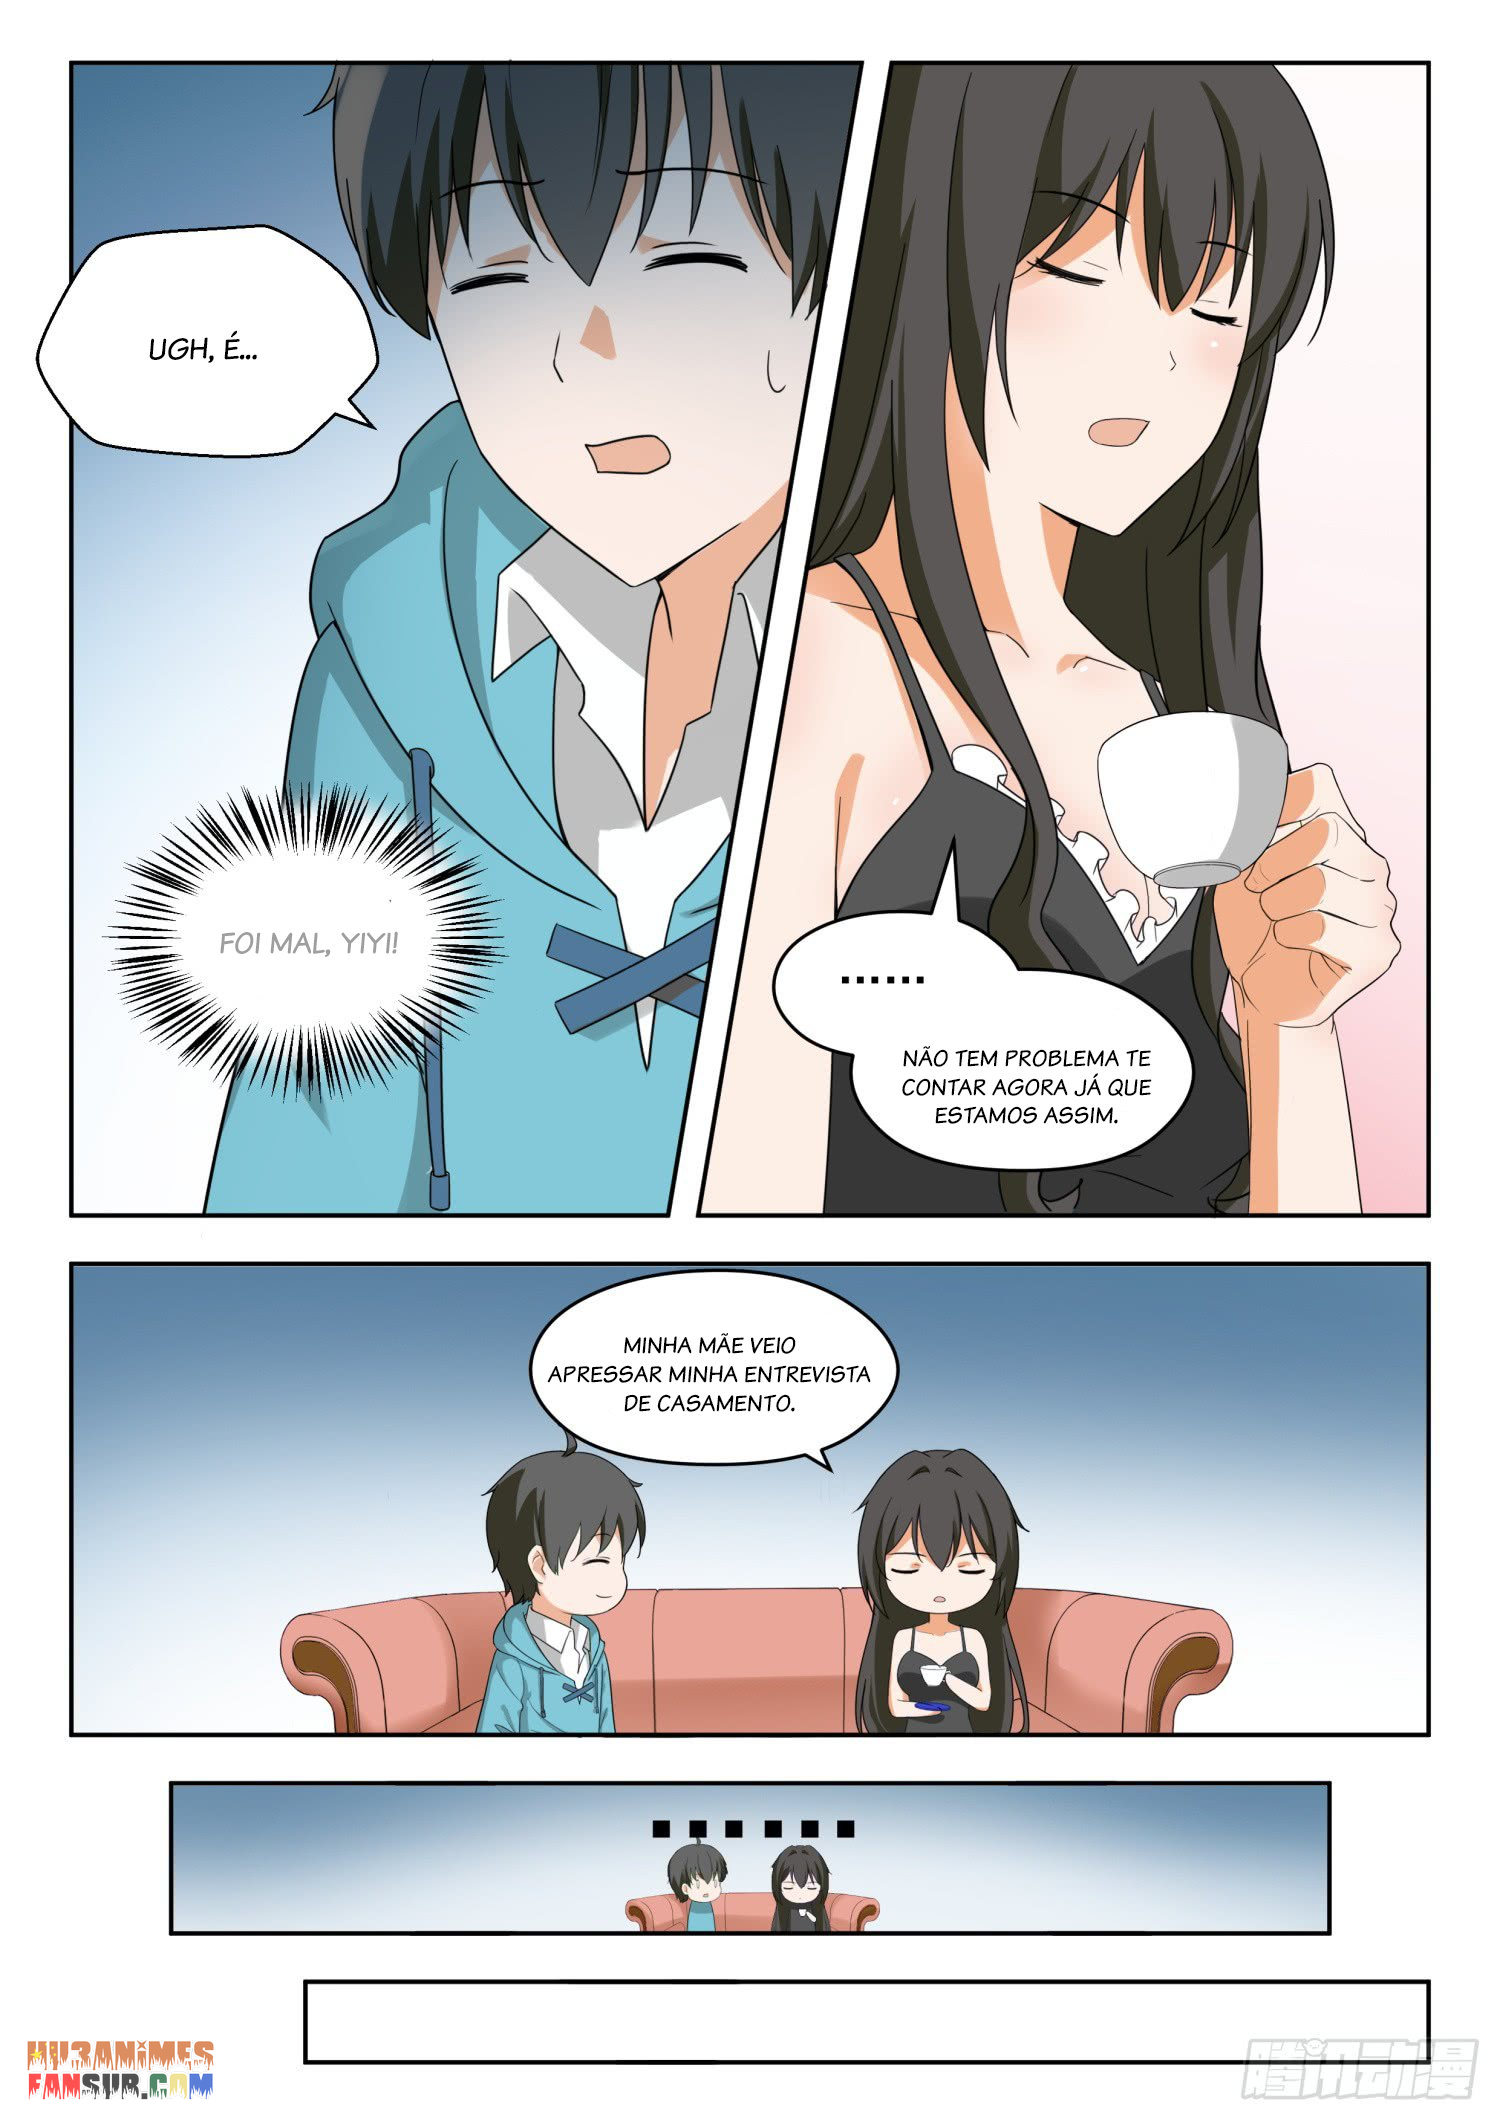 UGH, É...
FOI MAL, YIYI!
......
NÃO TEM PROBLEMA TE
CONTAR AGORA JÁ QUE
ESTAMOS ASSIM.
MINHA MÃE VEIO
APRESSAR MINHA ENTREVISTA
DE CASAMENTO.
......
HU3ANIMES
FANSUB.COM
腾讯动漫